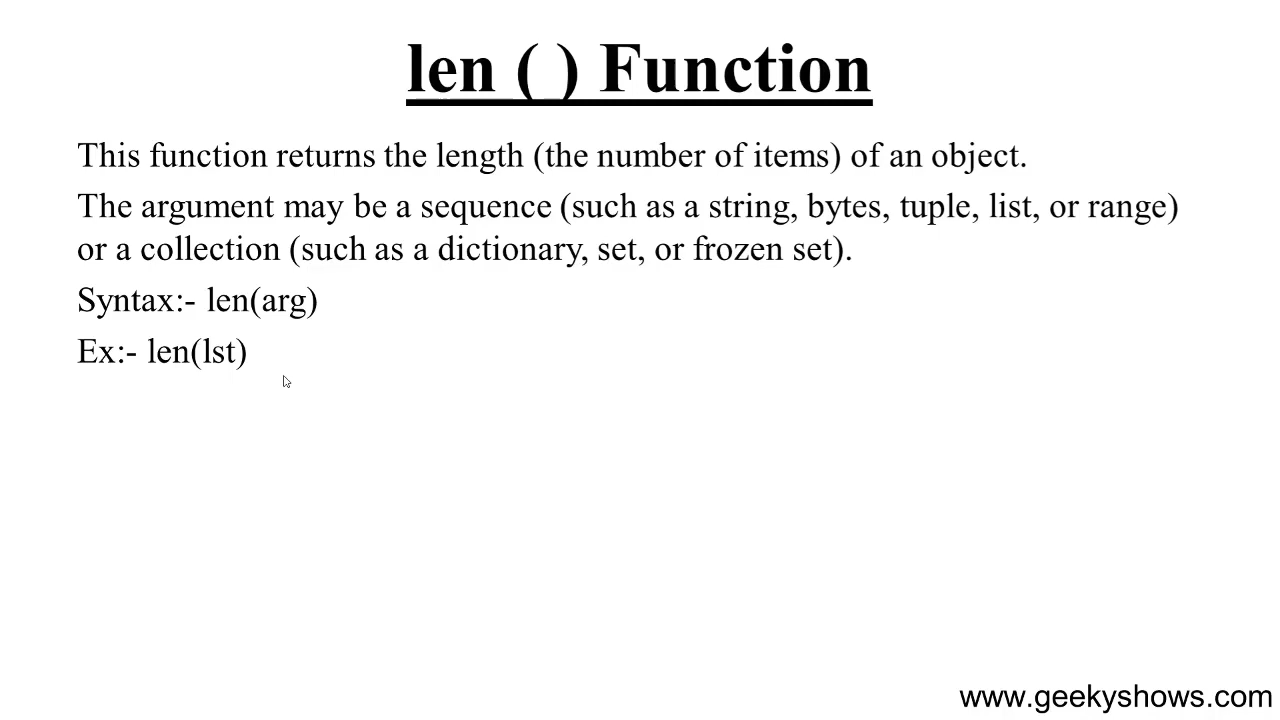 len ( ) Function
This function returns the length (the number of items) of an object.
The argument may be a sequence (such as a string, bytes, tuple, list, or range)
or a collection (such as a dictionary, set, or frozen set).
Syntax:- len(arg)
Ex:- len(lst)
www.geekyshows.com